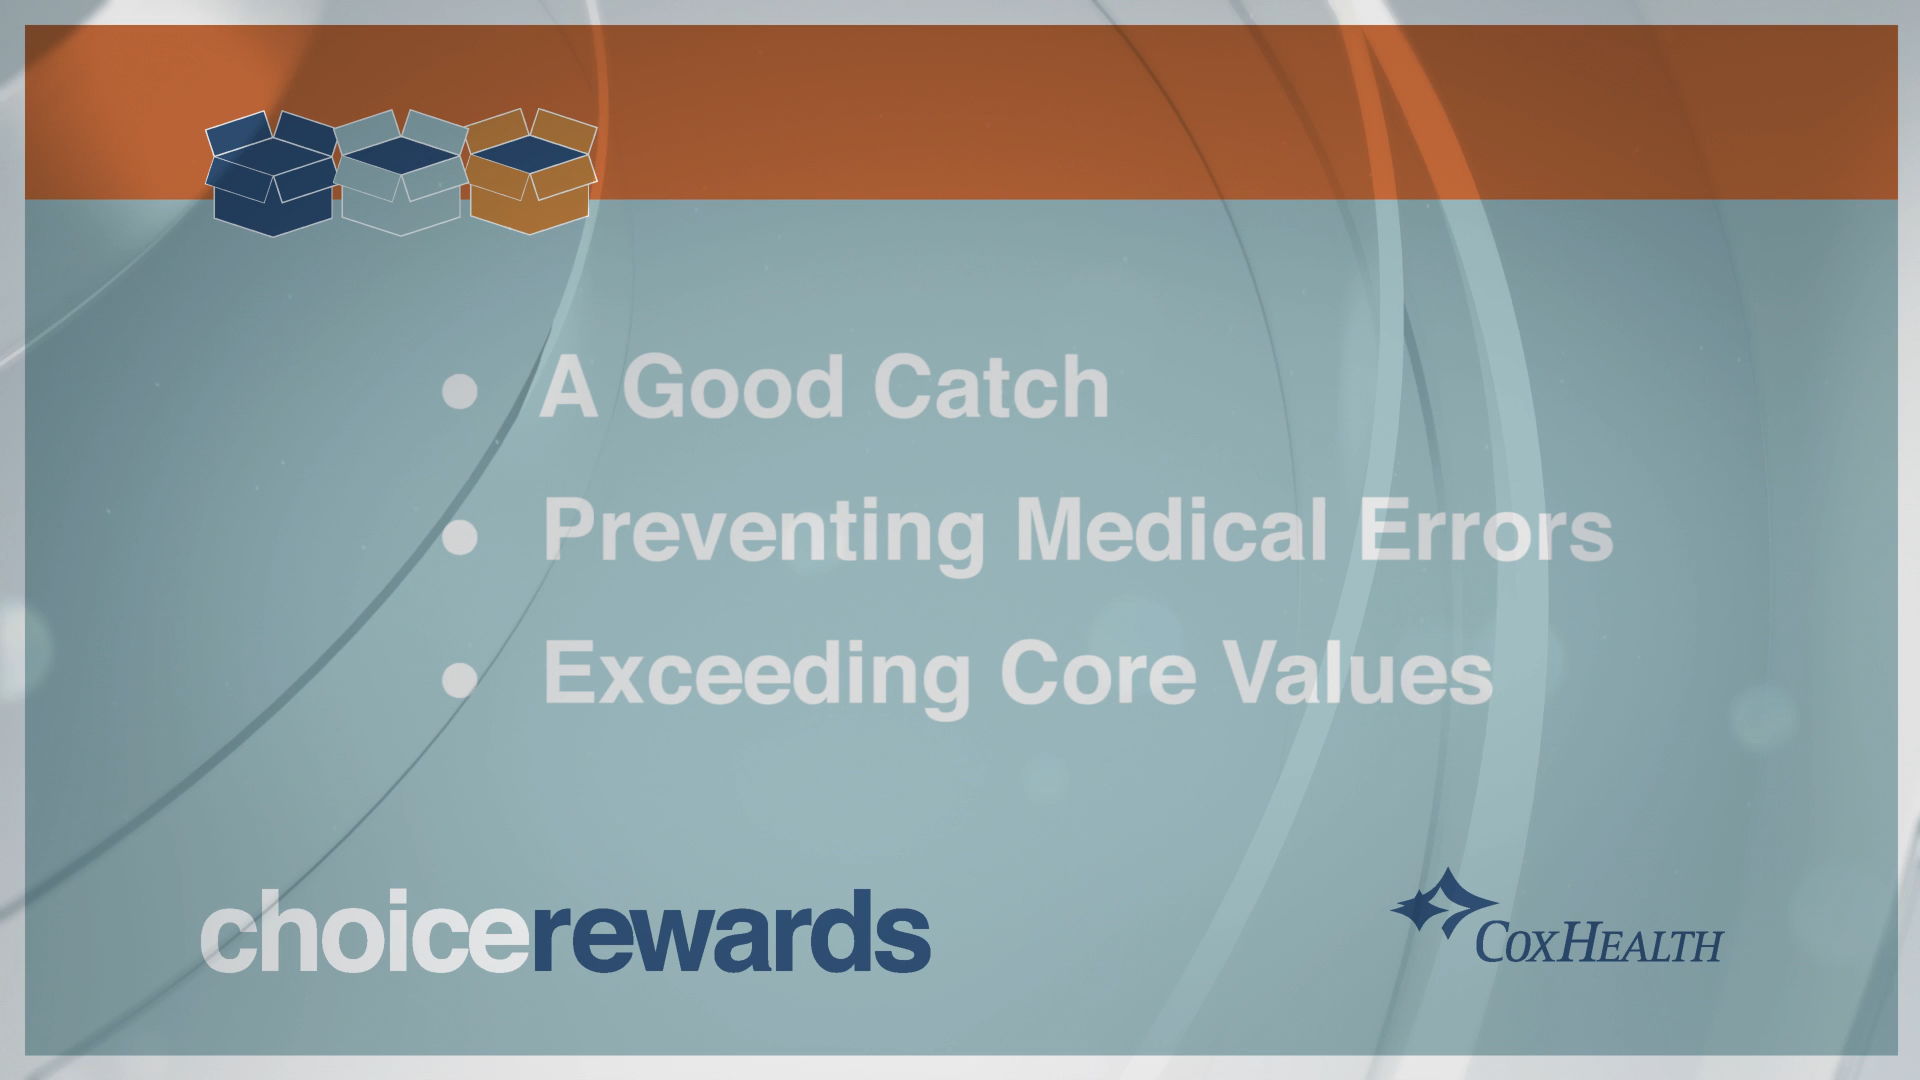 • A Good Catch
• Preventing Medical Errors
• Exceeding Core Values
choicerewards
COXHEALTH